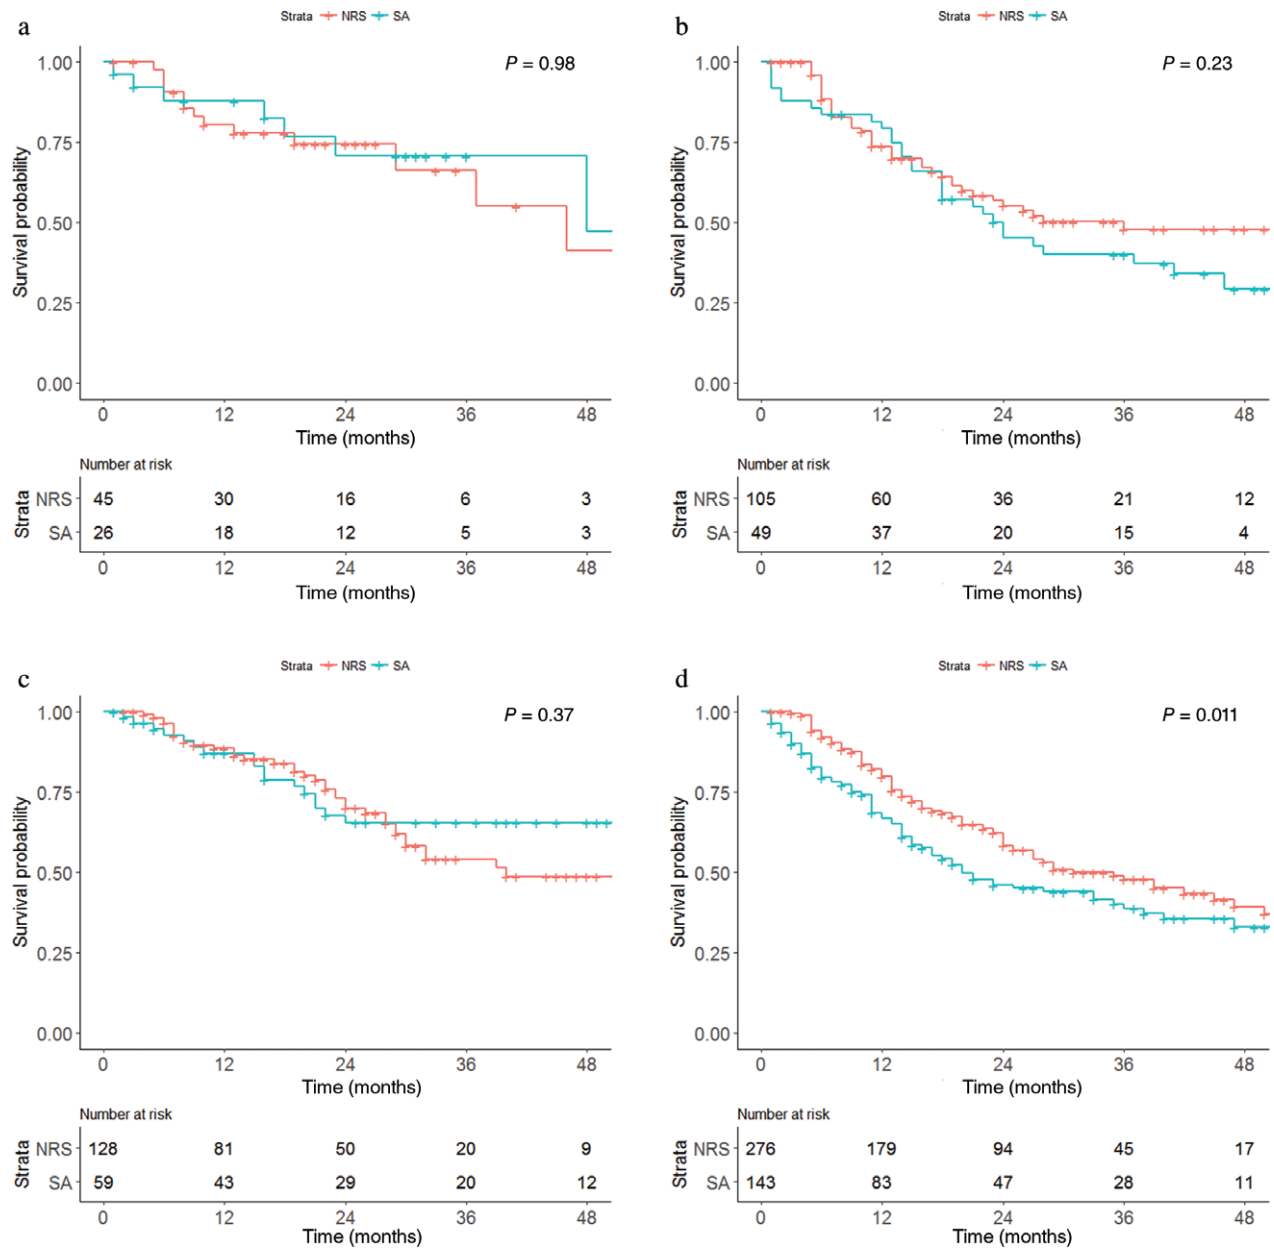 a
Strata NRS SA
P = 0.98
Survival probability
1.00
0.75
0.50
0.25
0.00
0 12 24 36 48
Time (months)
Number at risk
Strata
NRS 45 30 16 6 3
SA 26 18 12 5 3
0 12 24 36 48
Time (months)
b
Strata NRS SA
P = 0.23
Survival probability
1.00
0.75
0.50
0.25
0.00
0 12 24 36 48
Time (months)
Number at risk
Strata
NRS 105 60 36 21 12
SA 49 37 20 15 4
0 12 24 36 48
Time (months)
c
Strata NRS SA
P = 0.37
Survival probability
1.00
0.75
0.50
0.25
0.00
0 12 24 36 48
Time (months)
Number at risk
Strata
NRS 128 81 50 20 9
SA 59 43 29 20 12
0 12 24 36 48
Time (months)
d
Strata NRS SA
P = 0.011
Survival probability
1.00
0.75
0.50
0.25
0.00
0 12 24 36 48
Time (months)
Number at risk
Strata
NRS 276 179 94 45 17
SA 143 83 47 28 11
0 12 24 36 48
Time (months)